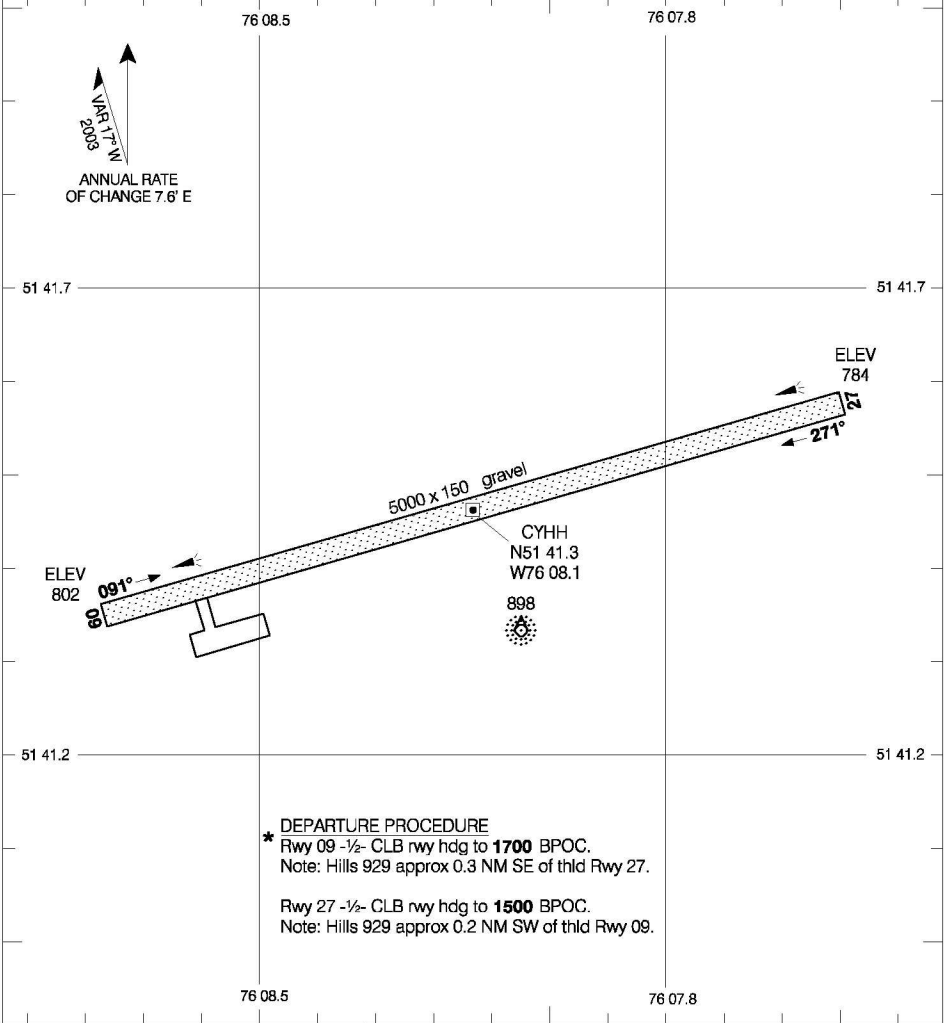 76 08.5
76 07.8
VAR 17° W
2003
ANNUAL RATE
OF CHANGE 7.6' E
51 41.7
51 41.7
ELEV
784
27
271°
5000 x 150 gravel
CYHH
N51 41.3
W76 08.1
ELEV
802
091°
09
898
51 41.2
51 41.2
* DEPARTURE PROCEDURE
Rwy 09 -½- CLB rwy hdg to 1700 BPOC.
Note: Hills 929 approx 0.3 NM SE of thld Rwy 27.
Rwy 27 -½- CLB rwy hdg to 1500 BPOC.
Note: Hills 929 approx 0.2 NM SW of thld Rwy 09.
76 08.5
76 07.8